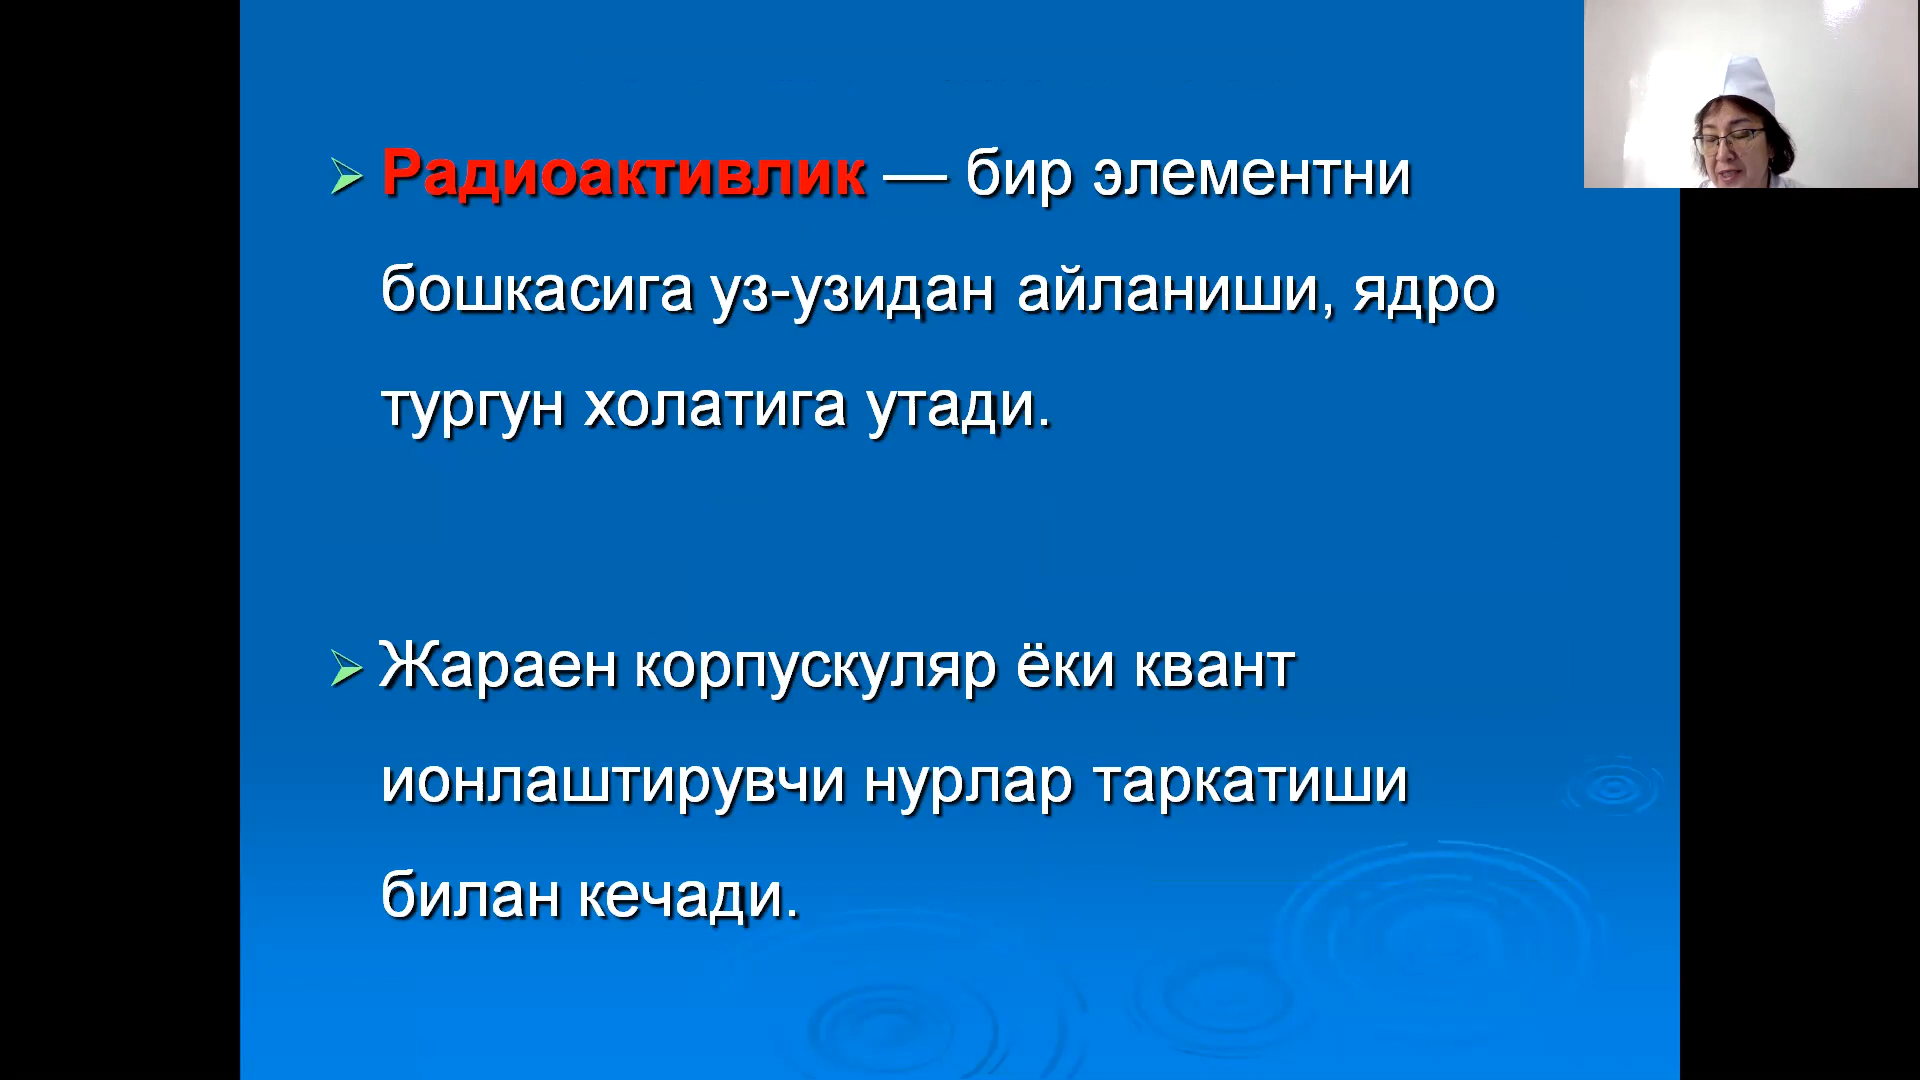 Радиоактивлик — бир элементни
бошкасига уз-узидан айланиши, ядро
тургун холатига утади.
Жараен корпускуляр ёки квант
ионлаштирувчи нурлар таркатиши
билан кечади.